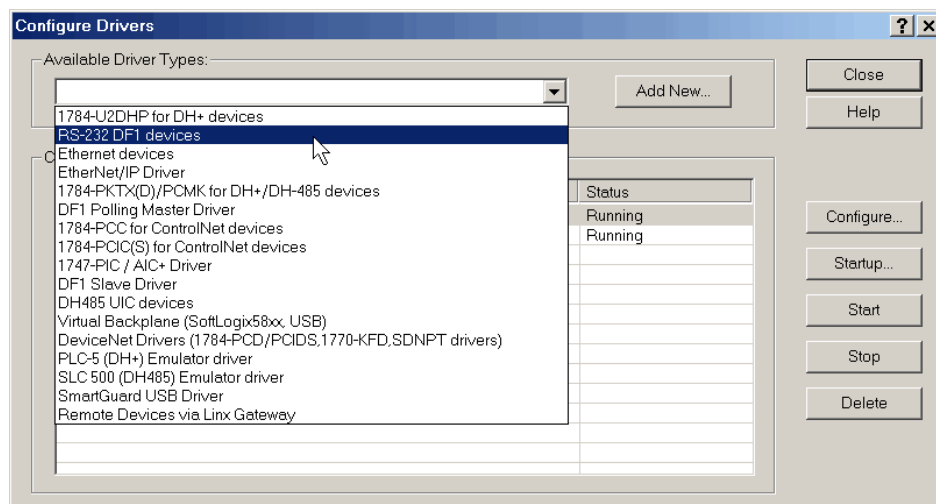 Configure Drivers
Available Driver Types:
Close
Add New...
Help
1784-U2DHP for DH+ devices
RS-232 DF1 devices
Ethernet devices
EtherNet/IP Driver
1784-PKTX(D)/PCMK for DH+/DH-485 devices
DF1 Polling Master Driver
1784-PCC for ControlNet devices
1784-PCIC(S) for ControlNet devices
1747-PIC / AIC+ Driver
DF1 Slave Driver
DH485 UIC devices
Virtual Backplane (SoftLogix58xx, USB)
DeviceNet Drivers (1784-PCD/PCIDS,1770-KFD,SDNPT drivers)
PLC-5 (DH+) Emulator driver
SLC 500 (DH485) Emulator driver
SmartGuard USB Driver
Remote Devices via Linx Gateway
Status
Running
Running
Configure...
Startup...
Start
Stop
Delete